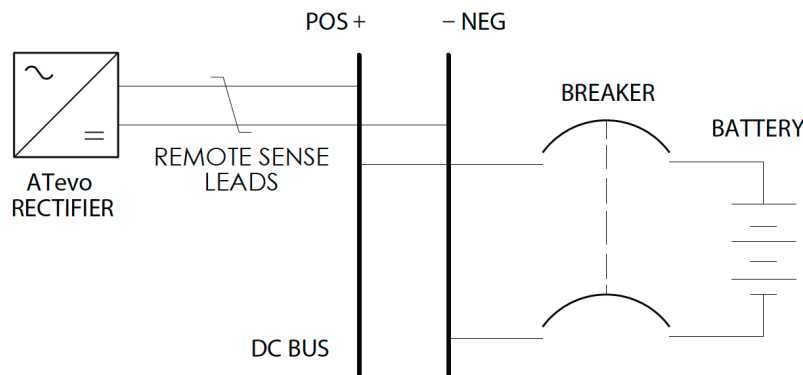 POS +
– NEG
BREAKER
BATTERY
REMOTE SENSE
LEADS
ATevo
RECTIFIER
DC BUS